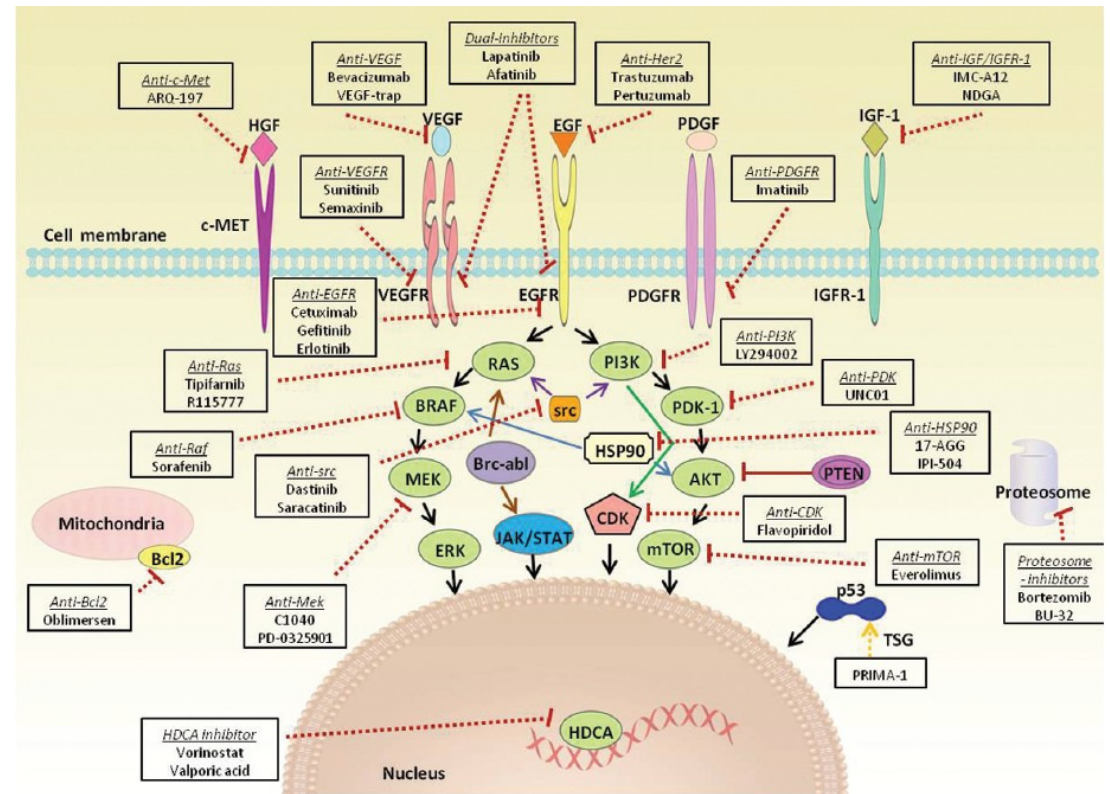 Anti-c-Met
ARQ-197
Anti-VEGF
Bevacizumab
VEGF-trap
Dual-inhibitors
Lapatinib
Afatinib
Anti-Her2
Trastuzumab
Pertuzumab
Anti-IGF/IGFR-1
IMC-A12
NDGA
HGF
VEGF
EGF
PDGF
IGF-1
Anti-VEGFR
Sunitinib
Semaxinib
Anti-PDGFR
Imatinib
c-MET
Cell membrane
VEGFR
EGFR
PDGFR
IGFR-1
Anti-EGFR
Cetuximab
Gefitinib
Erlotinib
Anti-PI3K
LY294002
Anti-Ras
Tipifarnib
R115777
RAS
PI3K
Anti-PDK
UNC01
BRAF
src
PDK-1
Anti-Raf
Sorafenib
Anti-src
Dastinib
Saracatinib
HSP90
Anti-HSP90
17-AGG
IPI-504
MEK
Brc-abl
AKT
PTEN
Proteosome
Mitochondria
Bcl2
CDK
Anti-CDK
Flavopiridol
ERK
JAK/STAT
mTOR
Anti-mTOR
Everolimus
Proteosome
-inhibitors
Bortezomib
BU-32
Anti-Bcl2
Oblimersen
Anti-Mek
C1040
PD-0325901
p53
TSG
PRIMA-1
HDCA inhibitor
Vorinostat
Valporic acid
HDCA
Nucleus